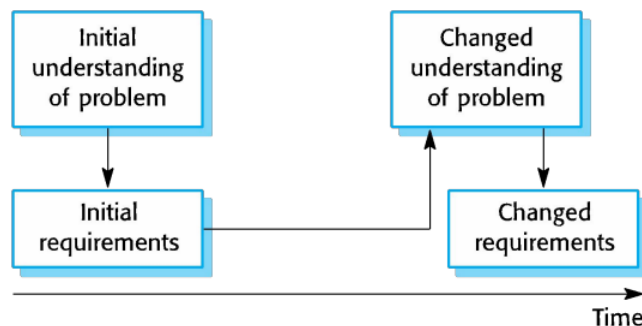 Initial
understanding
of problem
Changed
understanding
of problem
Initial
requirements
Changed
requirements
Time